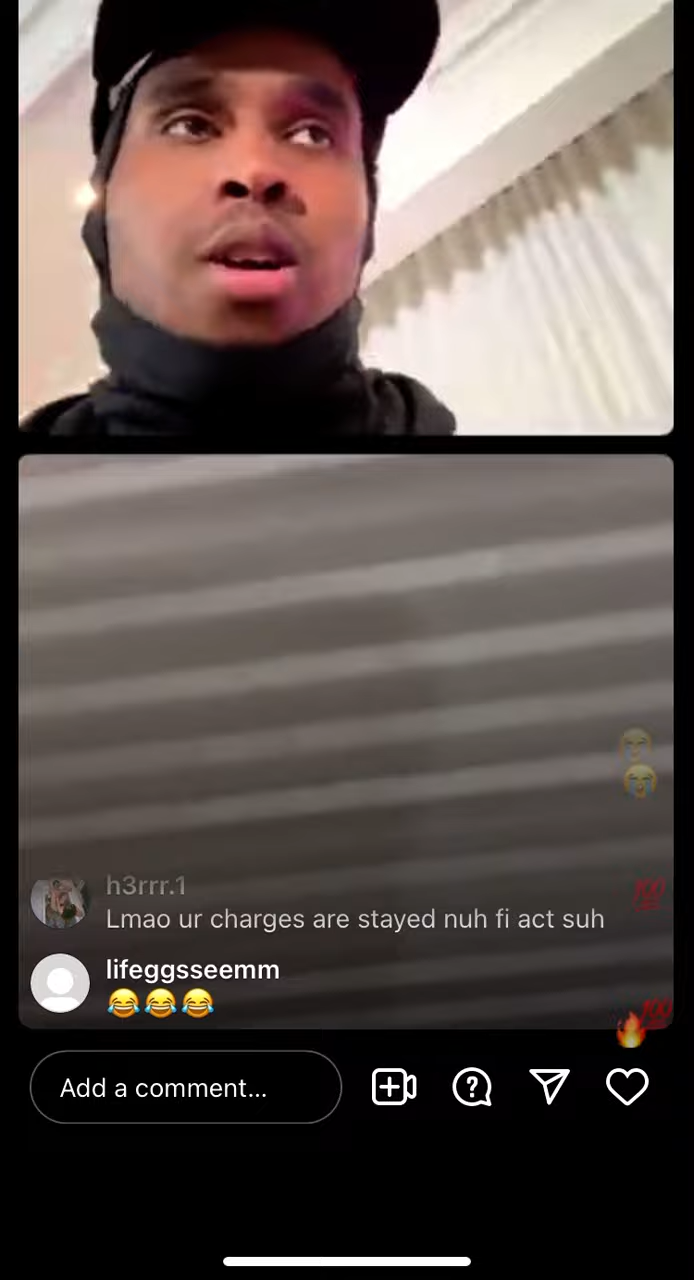 h3rrr.1
Lmao ur charges are stayed nuh fi act suh
lifeggsseemm
😂😂😂
Add a comment...